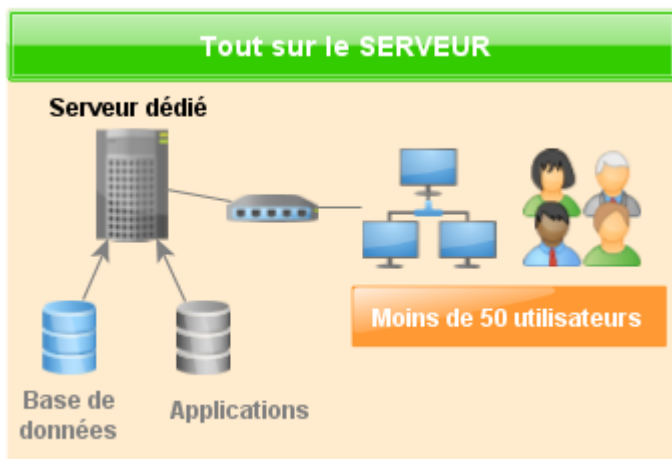 Tout sur le SERVEUR
Serveur dédié
Moins de 50 utilisateurs
Base de
données
Applications